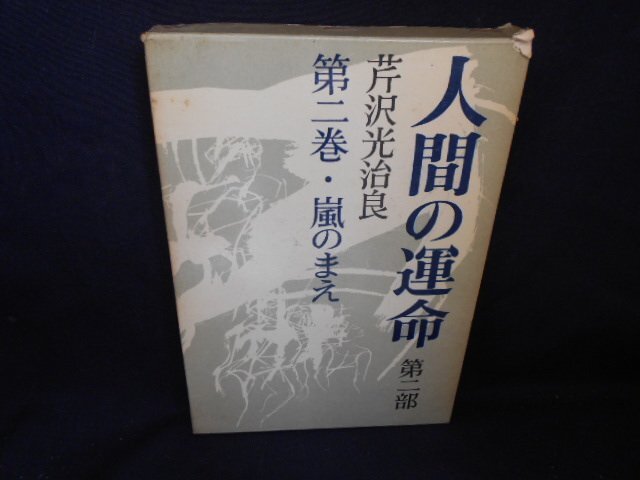 人間の運命
第二部
芹沢光治良
第二巻・嵐のまえ